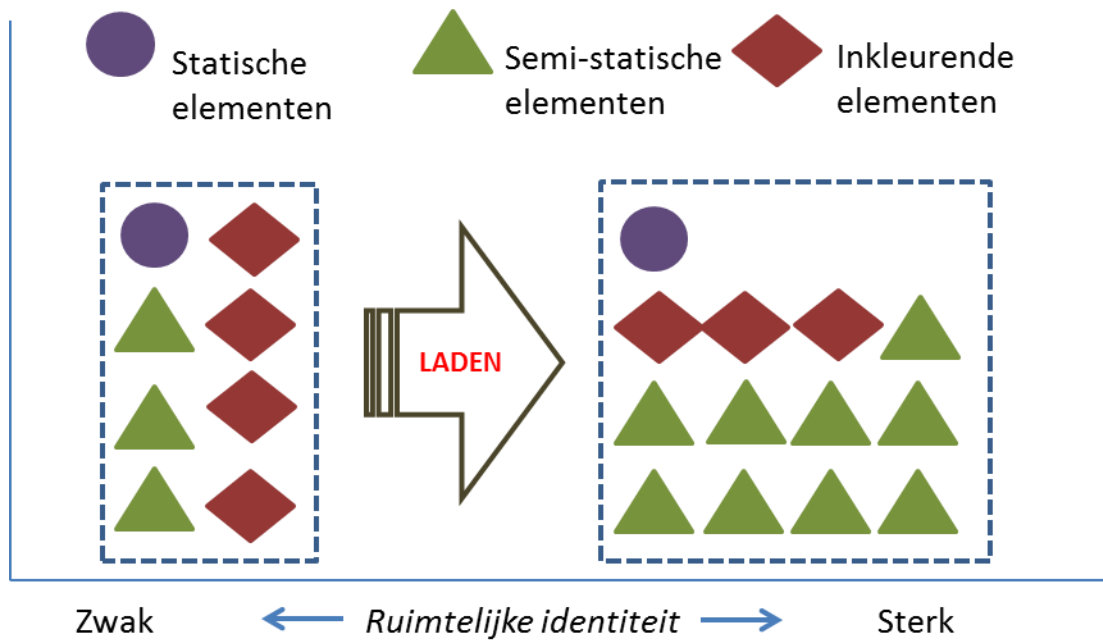 Statische
elementen
Semi-statische
elementen
Inkleurende
elementen
LADEN
Zwak
Ruimtelijke identiteit
Sterk